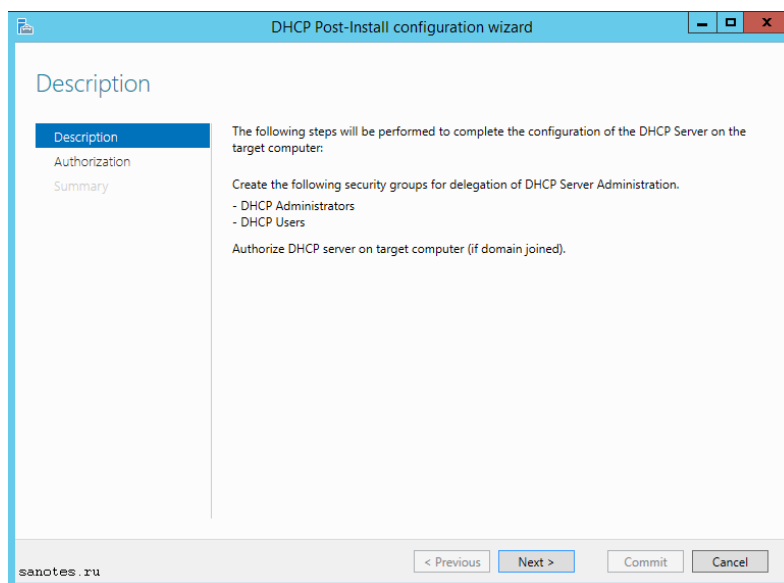 DHCP Post-Install configuration wizard
Description
Description
Authorization
Summary
The following steps will be performed to complete the configuration of the DHCP Server on the
target computer:
Create the following security groups for delegation of DHCP Server Administration.
- DHCP Administrators
- DHCP Users
Authorize DHCP server on target computer (if domain joined).
< Previous
Next >
Commit
Cancel
sanotes.ru